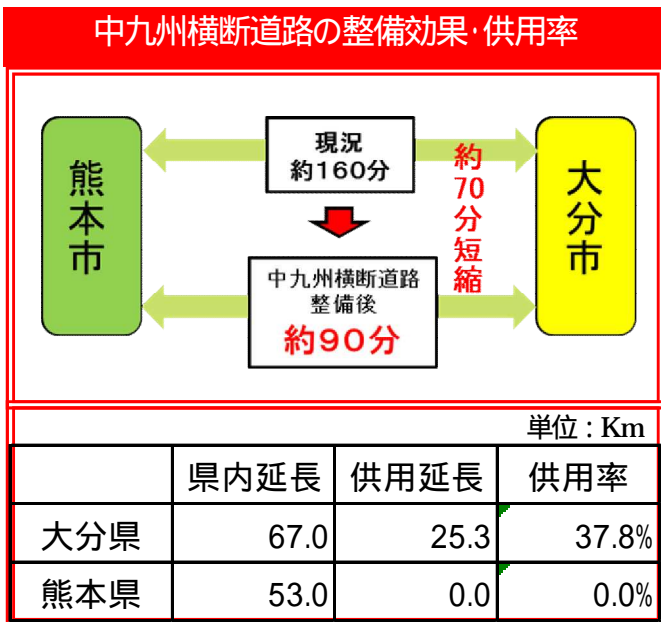 中九州横断道路の整備効果・供用率
熊本市
現況
約160分
約70分短縮
大分市
中九州横断道路
整備後
約90分
単位：Km
県内延長 供用延長 供用率
大分県 67.0 25.3 37.8%
熊本県 53.0 0.0 0.0%